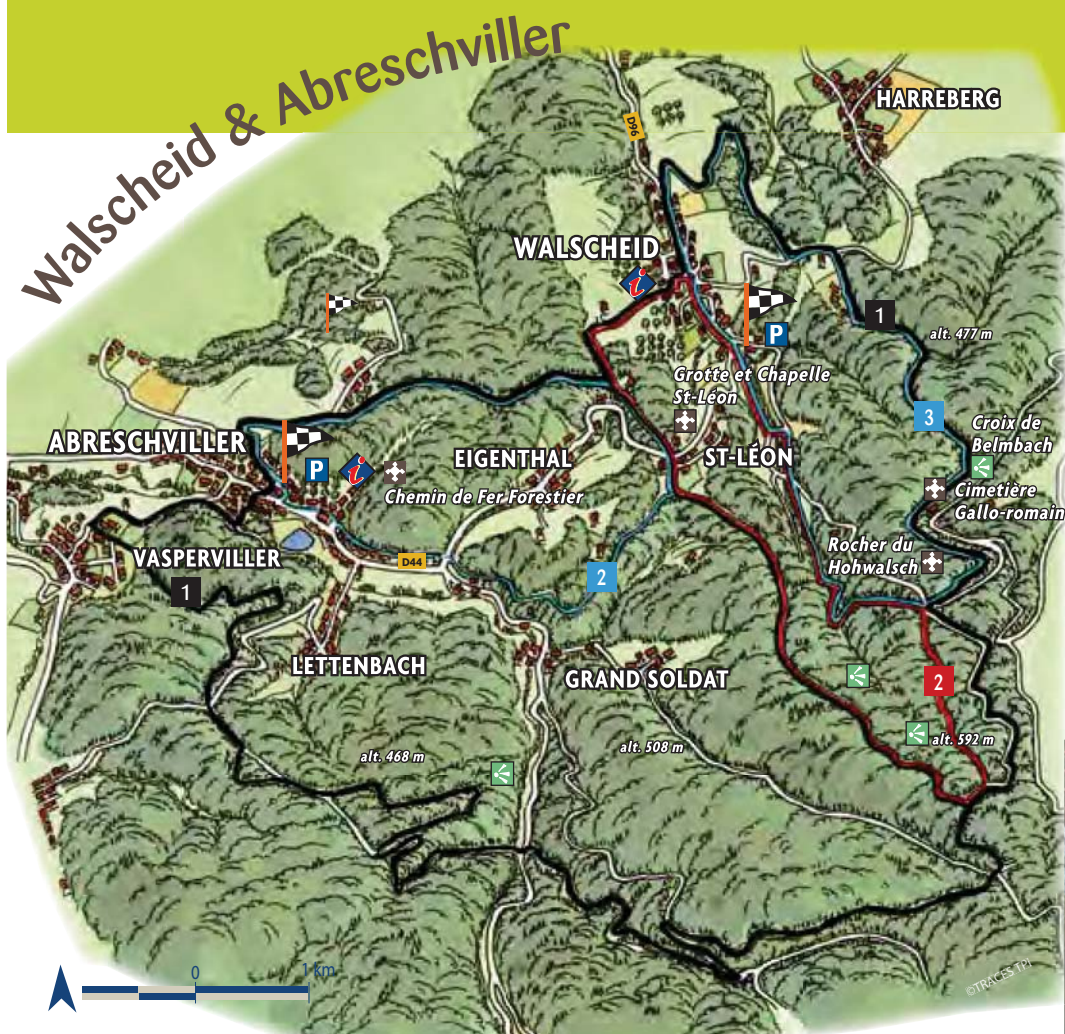 Walscheid & Abreschviller
HARREBERG
D96
WALSCHEID
i
P
1
alt. 477 m
Grotte et Chapelle
St-Léon
3
Croix de
Belmbach
ABRESCHVILLER
P
i
EIGENTHAL
ST-LÉON
Chemin de Fer Forestier
Cimetière
Gallo-romain
VASPERVILLER
D44
Rocher du
Hohwalsch
1
2
LETTENBACH
GRAND SOLDAT
2
alt. 592 m
alt. 508 m
alt. 468 m
0
1 km
©TRACES TPI